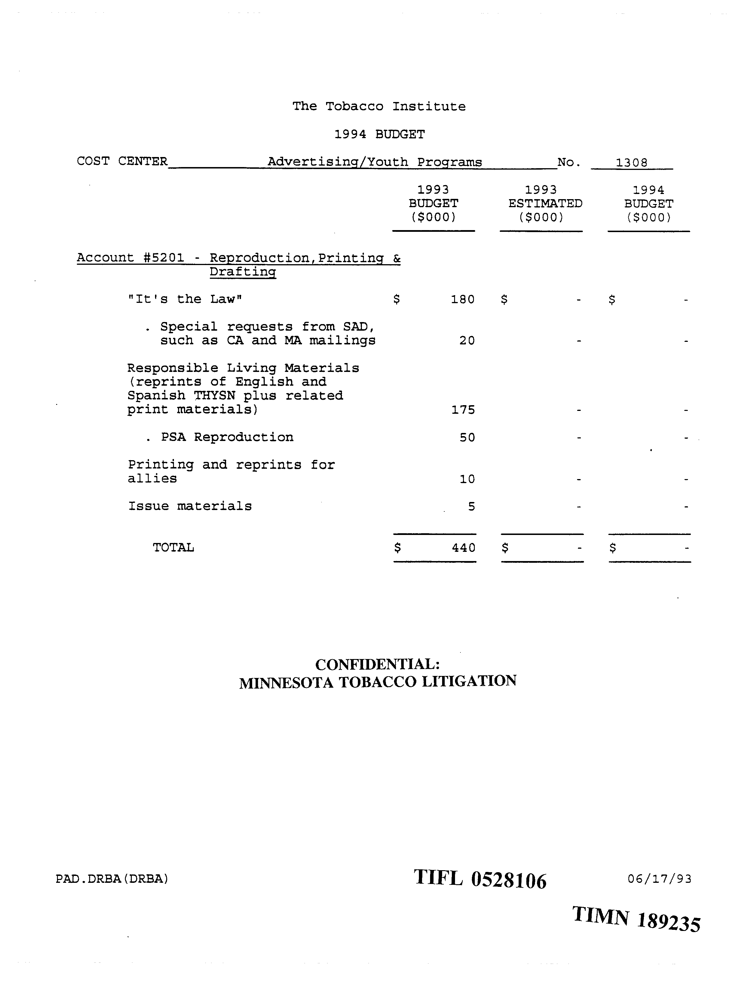 The Tobacco Institute
1994 BUDGET
COST CENTER Advertising/Youth Programs No. 1308
1993 1993 1994
BUDGET ESTIMATED BUDGET
($000) ($000) ($000)
Account #5201 - Reproduction,Printing &
Drafting
"It's the Law" $ 180 $ - $ -
. Special requests from SAD,
such as CA and MA mailings 20 - -
Responsible Living Materials
(reprints of English and
Spanish THYSN plus related
print materials) 175 - -
. PSA Reproduction 50 - -
Printing and reprints for
allies 10 - -
Issue materials 5 - -
TOTAL $ 440 $ - $ -
CONFIDENTIAL:
MINNESOTA TOBACCO LITIGATION
PAD.DRBA(DRBA) TIFL 0528106 06/17/93
TIMN 189235